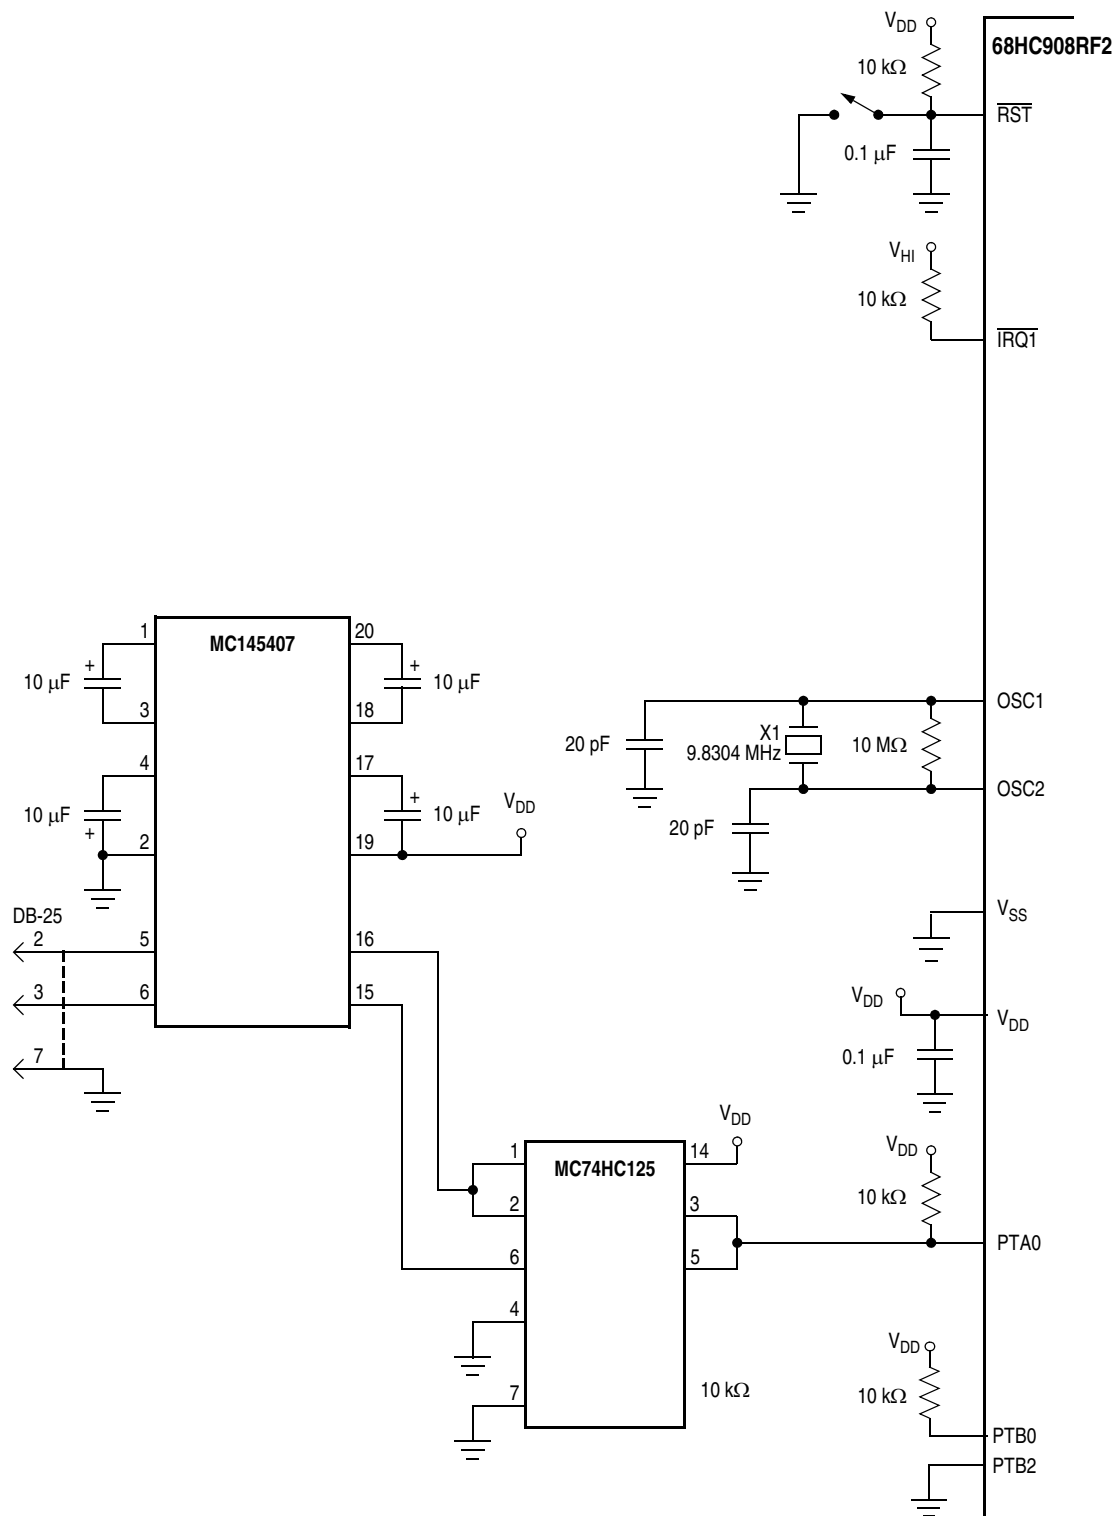 V_DD
68HC908RF2
10 kΩ
R̅S̅T̅
0.1 μF
V_HI
10 kΩ
I̅R̅Q̅1̅
MC145407
1
20
+
10 μF
+
10 μF
3
18
4
17
10 μF
+
+
10 μF
V_DD
2
19
OSC1
X1
9.8304 MHz
20 pF
10 MΩ
OSC2
20 pF
DB-25
2
5
16
3
6
15
7
V_SS
V_DD
V_DD
0.1 μF
MC74HC125
1
14
V_DD
2
3
6
5
4
7
V_DD
10 kΩ
PTA0
10 kΩ
V_DD
10 kΩ
PTB0
PTB2